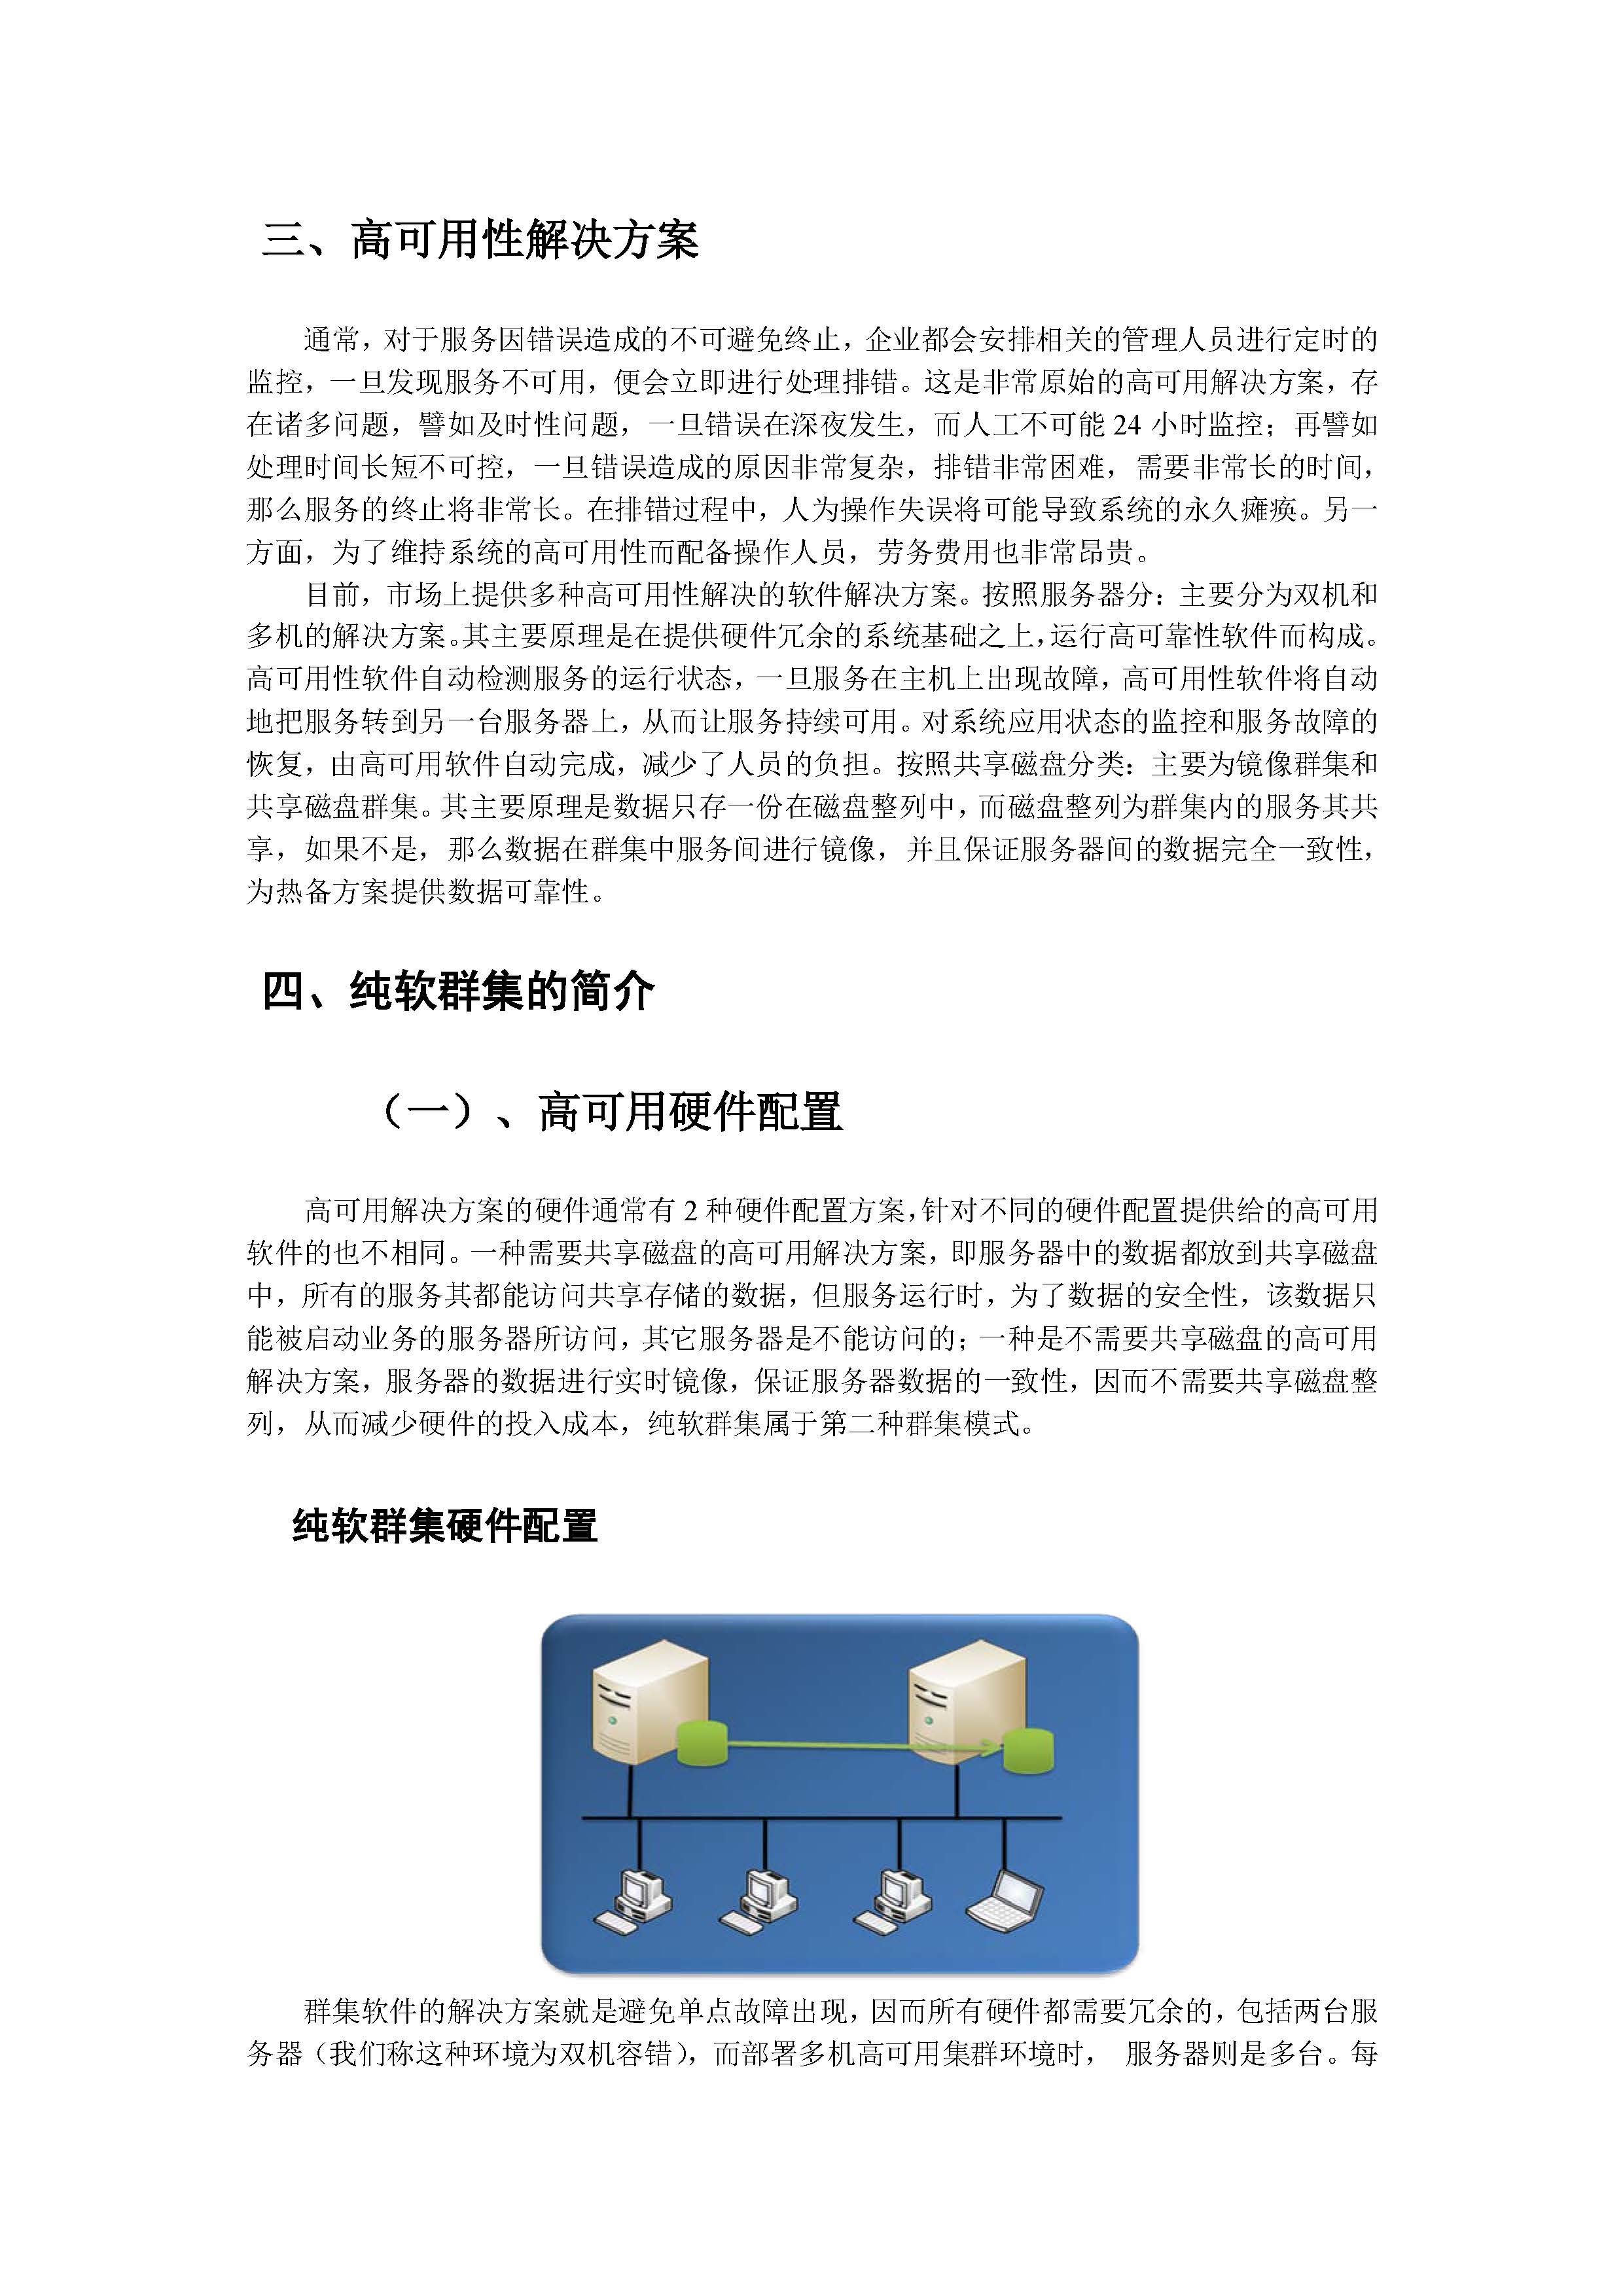 三、高可用性解决方案
通常，对于服务因错误造成的不可避免终止，企业都会安排相关的管理人员进行定时的
监控，一旦发现服务不可用，便会立即进行处理排错。这是非常原始的高可用解决方案，存
在诸多问题，譬如及时性问题，一旦错误在深夜发生，而人工不可能 24 小时监控；再譬如
处理时间长短不可控，一旦错误造成的原因非常复杂，排错非常困难，需要非常长的时间，
那么服务的终止将非常长。在排错过程中，人为操作失误将可能导致系统的永久瘫痪。另一
方面，为了维持系统的高可用性而配备操作人员，劳务费用也非常昂贵。
目前，市场上提供多种高可用性解决的软件解决方案。按照服务器分：主要分为双机和
多机的解决方案。其主要原理是在提供硬件冗余的系统基础之上，运行高可靠性软件而构成。
高可用性软件自动检测服务的运行状态，一旦服务在主机上出现故障，高可用性软件将自动
地把服务转到另一台服务器上，从而让服务持续可用。对系统应用状态的监控和服务故障的
恢复，由高可用软件自动完成，减少了人员的负担。按照共享磁盘分类：主要为镜像群集和
共享磁盘群集。其主要原理是数据只存一份在磁盘整列中，而磁盘整列为群集内的服务其共
享，如果不是，那么数据在群集中服务间进行镜像，并且保证服务器间的数据完全一致性，
为热备方案提供数据可靠性。
四、纯软群集的简介
（一）、高可用硬件配置
高可用解决方案的硬件通常有 2 种硬件配置方案，针对不同的硬件配置提供给的高可用
软件的也不相同。一种需要共享磁盘的高可用解决方案，即服务器中的数据都放到共享磁盘
中，所有的服务其都能访问共享存储的数据，但服务运行时，为了数据的安全性，该数据只
能被启动业务的服务器所访问，其它服务器是不能访问的；一种是不需要共享磁盘的高可用
解决方案，服务器的数据进行实时镜像，保证服务器数据的一致性，因而不需要共享磁盘整
列，从而减少硬件的投入成本，纯软群集属于第二种群集模式。
纯软群集硬件配置
群集软件的解决方案就是避免单点故障出现，因而所有硬件都需要冗余的，包括两台服
务器（我们称这种环境为双机容错），而部署多机高可用集群环境时， 服务器则是多台。每